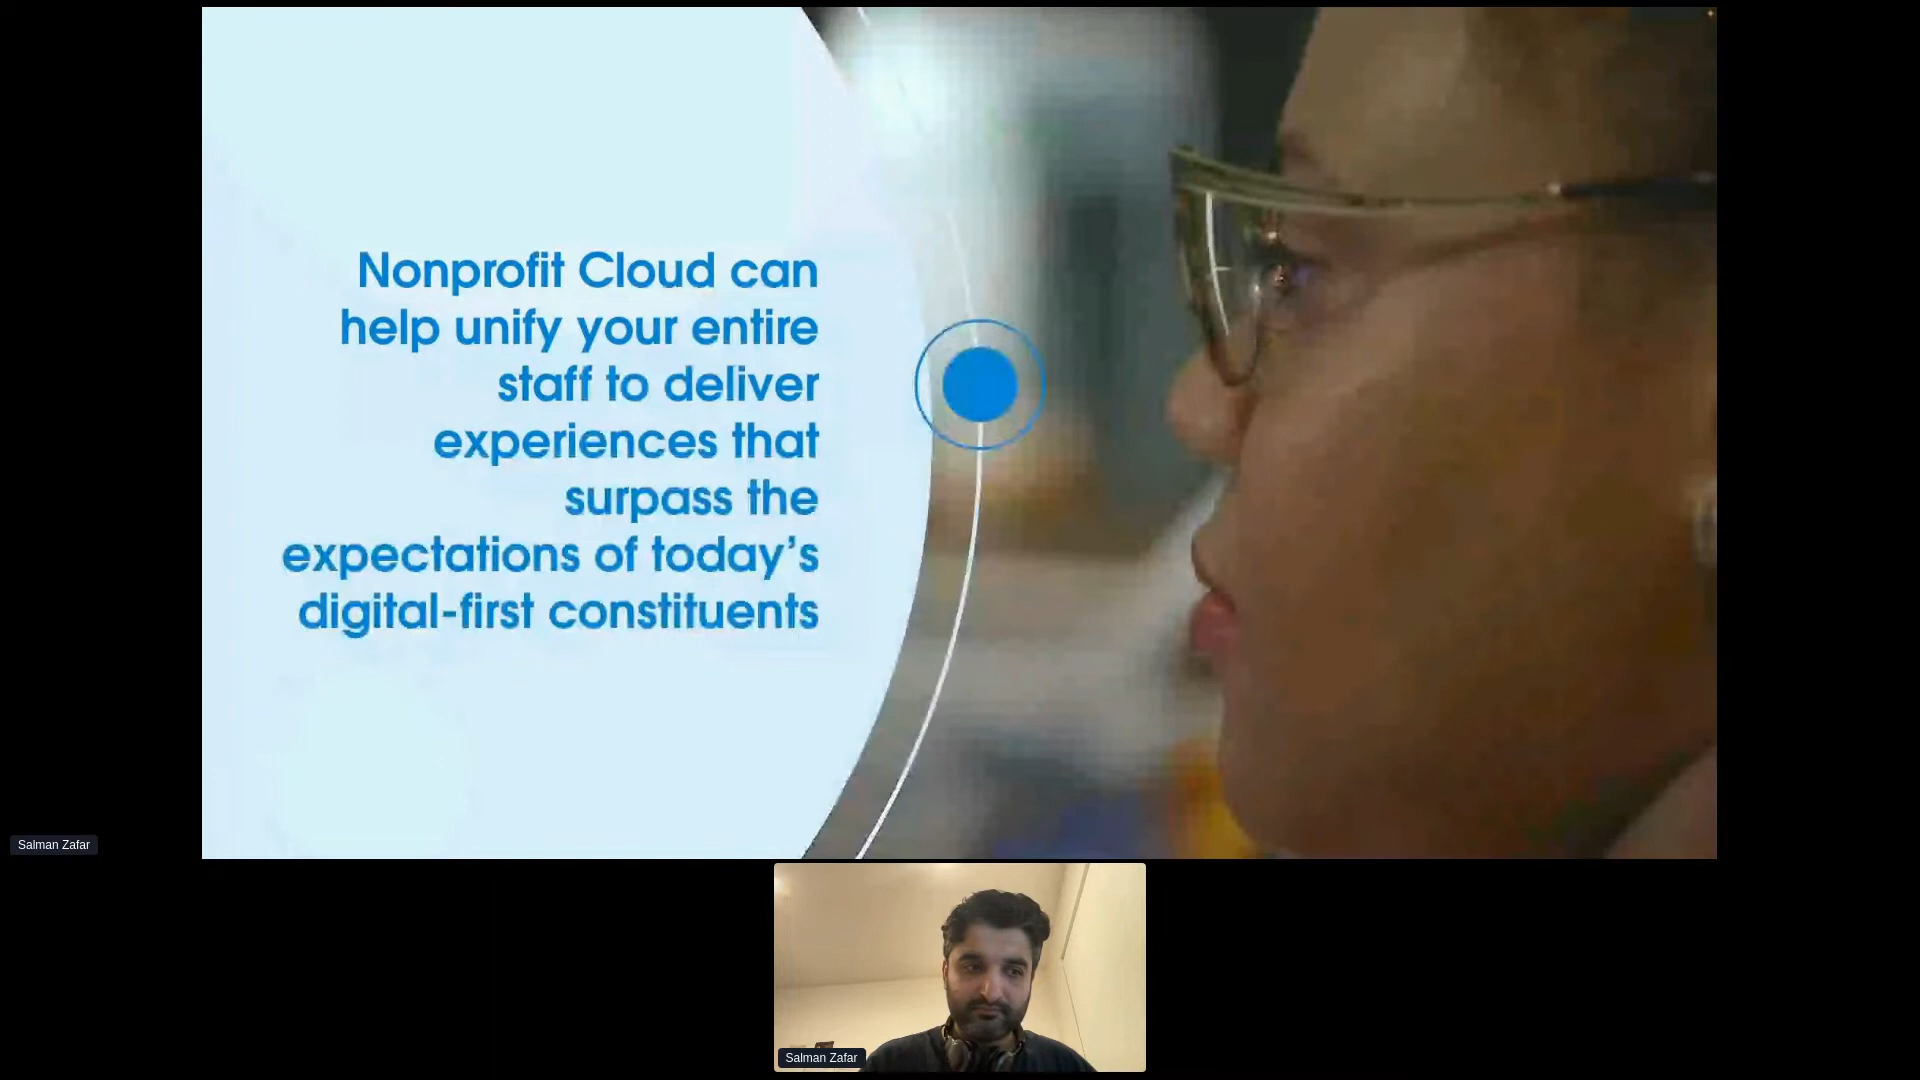 Nonprofit Cloud can
help unify your entire
staff to deliver
experiences that
surpass the
expectations of today’s
digital-first constituents
Salman Zafar
Salman Zafar